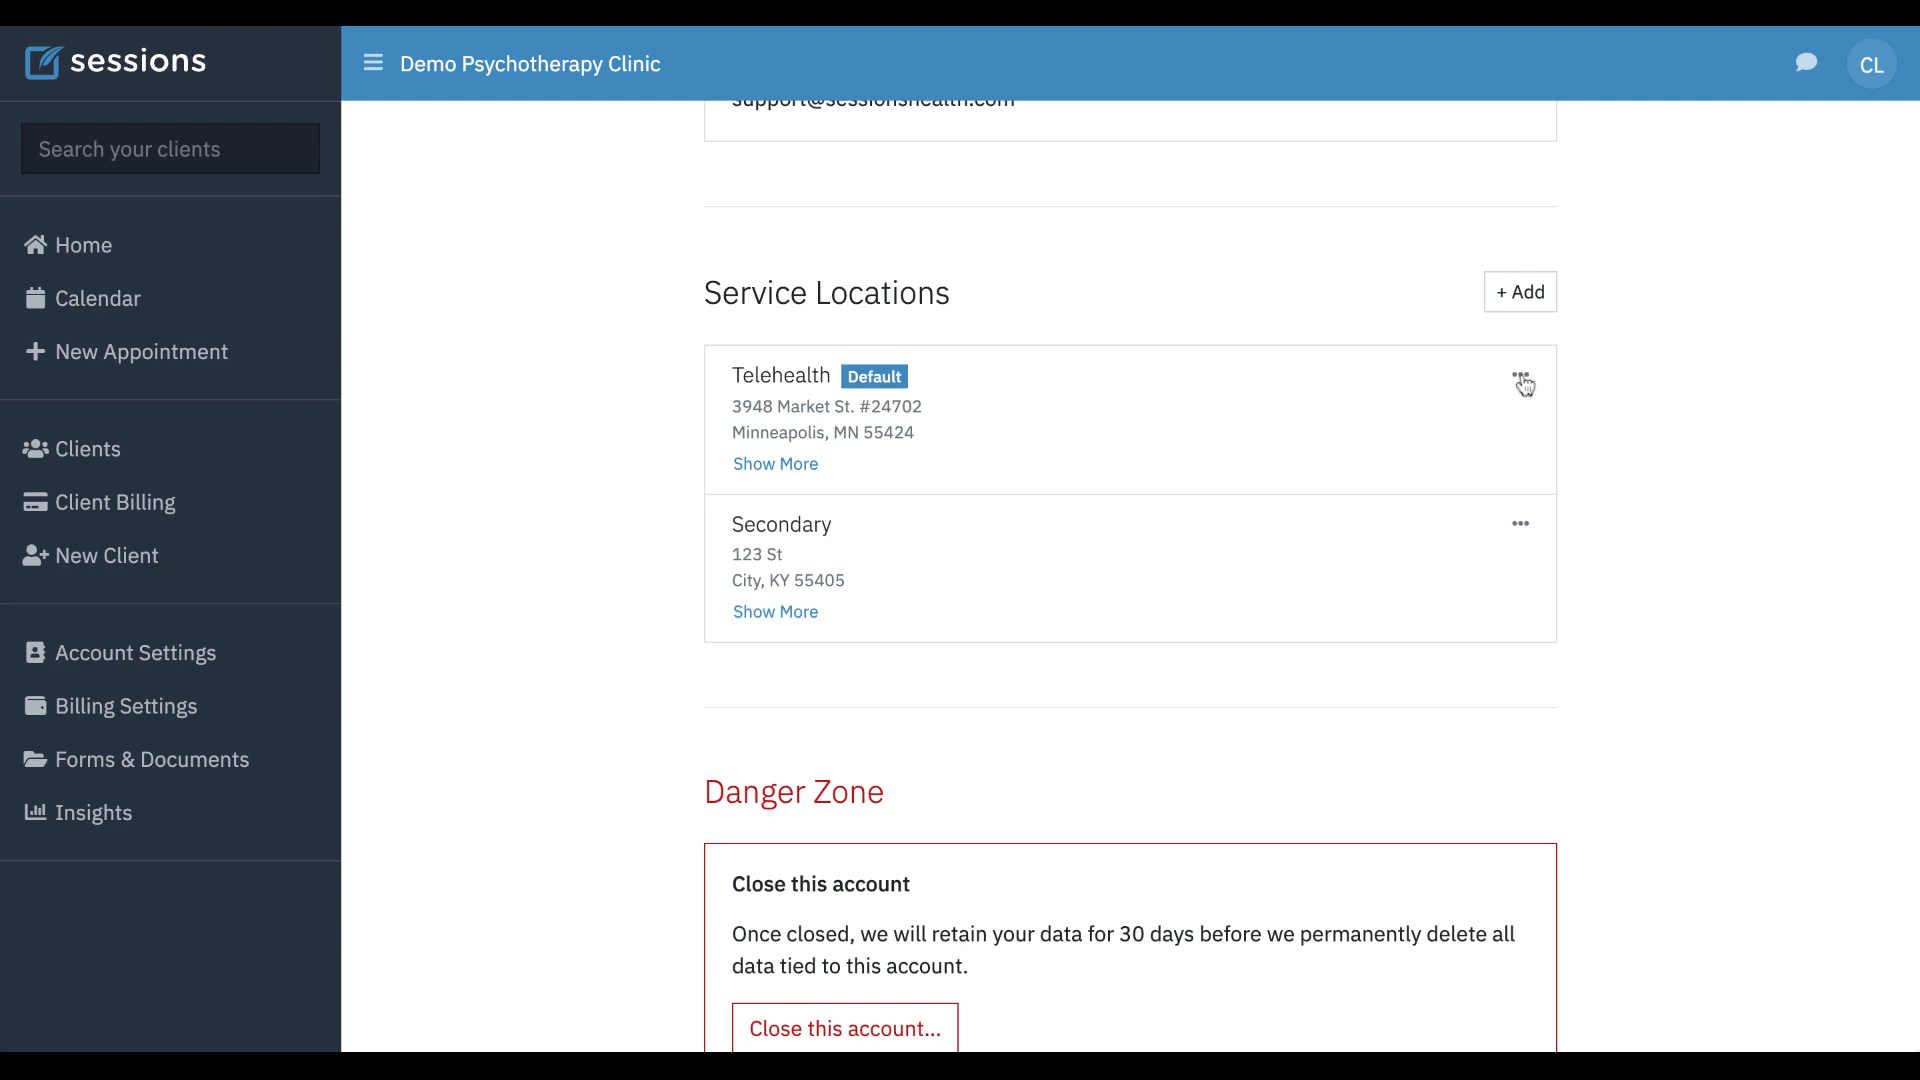 sessions
Demo Psychotherapy Clinic
CL
Search your clients
Home
Calendar
New Appointment
Clients
Client Billing
New Client
Account Settings
Billing Settings
Forms & Documents
Insights
support@sessionshealth.com
Service Locations
+ Add
Telehealth Default
3948 Market St. #24702
Minneapolis, MN 55424
Show More
Secondary
123 St
City, KY 55405
Show More
Danger Zone
Close this account
Once closed, we will retain your data for 30 days before we permanently delete all
data tied to this account.
Close this account...